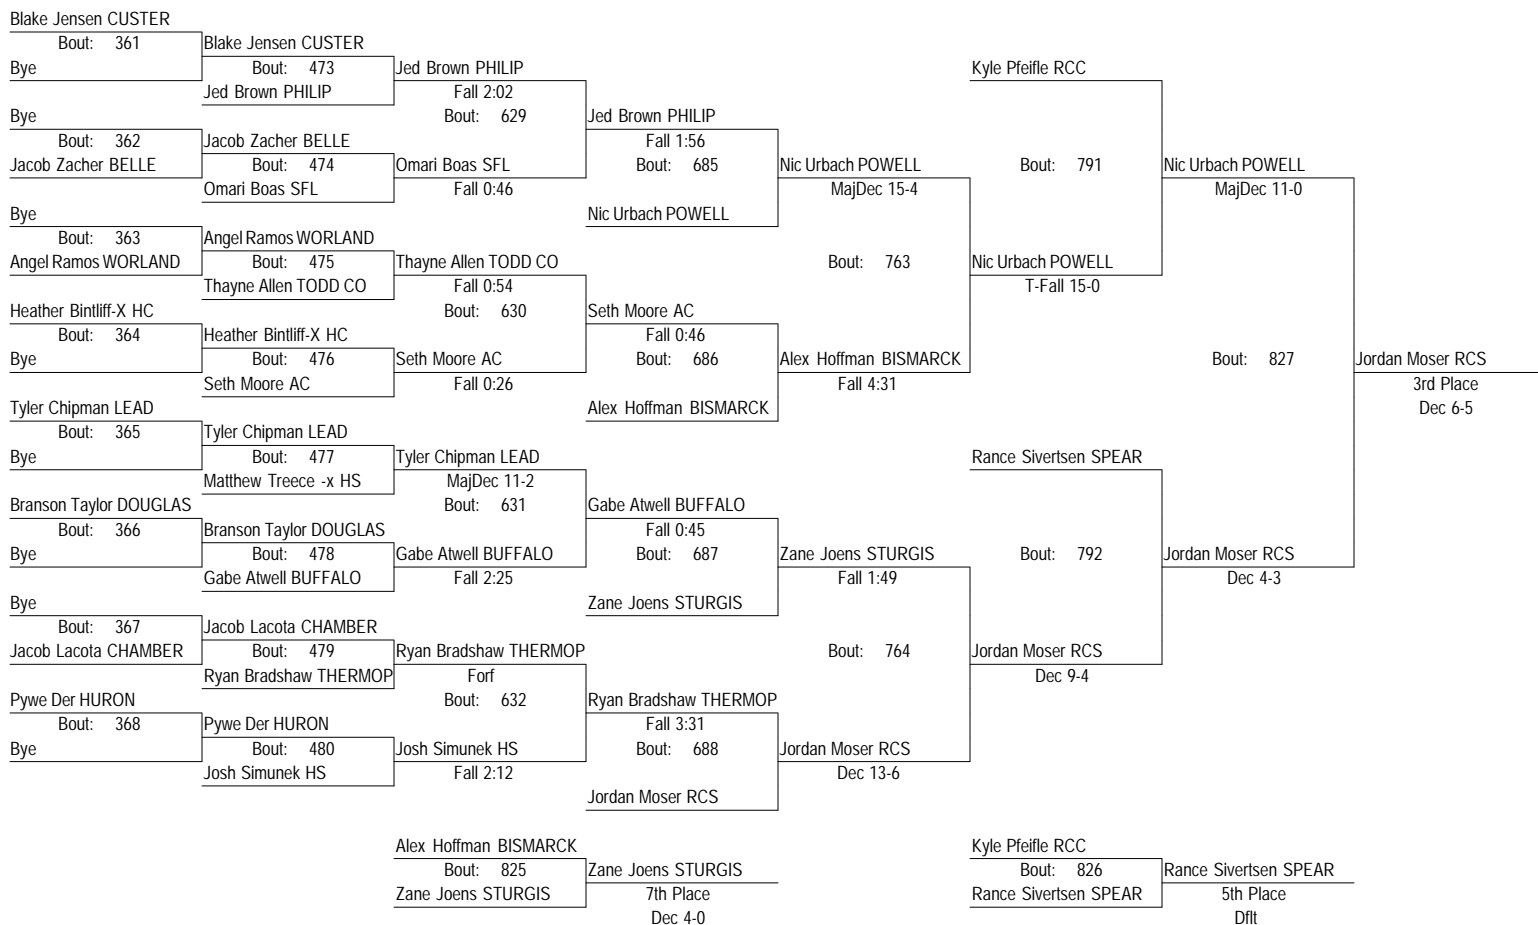 Blake Jensen CUSTER
Bout: 361
Blake Jensen CUSTER
Bye
Bout: 473
Jed Brown PHILIP
Kyle Pfeifle RCC
Jed Brown PHILIP
Fall 2:02
Bye
Bout: 629
Jed Brown PHILIP
Bout: 362
Jacob Zacher BELLE
Fall 1:56
Jacob Zacher BELLE
Bout: 474
Omari Boas SFL
Bout: 685
Nic Urbach POWELL
Bout: 791
Nic Urbach POWELL
Omari Boas SFL
Fall 0:46
MajDec 15-4
MajDec 11-0
Bye
Nic Urbach POWELL
Bout: 363
Angel Ramos WORLAND
Angel Ramos WORLAND
Bout: 475
Thayne Allen TODD CO
Bout: 763
Nic Urbach POWELL
Thayne Allen TODD CO
Fall 0:54
T-Fall 15-0
Heather Bintliff-X HC
Bout: 630
Seth Moore AC
Bout: 364
Heather Bintliff-X HC
Fall 0:46
Bye
Bout: 476
Seth Moore AC
Bout: 686
Alex Hoffman BISMARCK
Bout: 827
Jordan Moser RCS
Seth Moore AC
Fall 0:26
Fall 4:31
3rd Place
Tyler Chipman LEAD
Alex Hoffman BISMARCK
Dec 6-5
Bout: 365
Tyler Chipman LEAD
Bye
Bout: 477
Tyler Chipman LEAD
Rance Sivertsen SPEAR
Matthew Treece -x HS
MajDec 11-2
Branson Taylor DOUGLAS
Bout: 631
Gabe Atwell BUFFALO
Bout: 366
Branson Taylor DOUGLAS
Fall 0:45
Bye
Bout: 478
Gabe Atwell BUFFALO
Bout: 687
Zane Joens STURGIS
Bout: 792
Jordan Moser RCS
Gabe Atwell BUFFALO
Fall 2:25
Fall 1:49
Dec 4-3
Bye
Zane Joens STURGIS
Bout: 367
Jacob Lacota CHAMBER
Jacob Lacota CHAMBER
Bout: 479
Ryan Bradshaw THERMOP
Bout: 764
Jordan Moser RCS
Ryan Bradshaw THERMOP
Forf
Dec 9-4
Pywe Der HURON
Bout: 632
Ryan Bradshaw THERMOP
Bout: 368
Pywe Der HURON
Fall 3:31
Bye
Bout: 480
Josh Simunek HS
Bout: 688
Jordan Moser RCS
Josh Simunek HS
Fall 2:12
Dec 13-6
Jordan Moser RCS
Alex Hoffman BISMARCK
Kyle Pfeifle RCC
Bout: 825
Zane Joens STURGIS
Bout: 826
Rance Sivertsen SPEAR
Zane Joens STURGIS
7th Place
Rance Sivertsen SPEAR
5th Place
Dec 4-0
Dflt